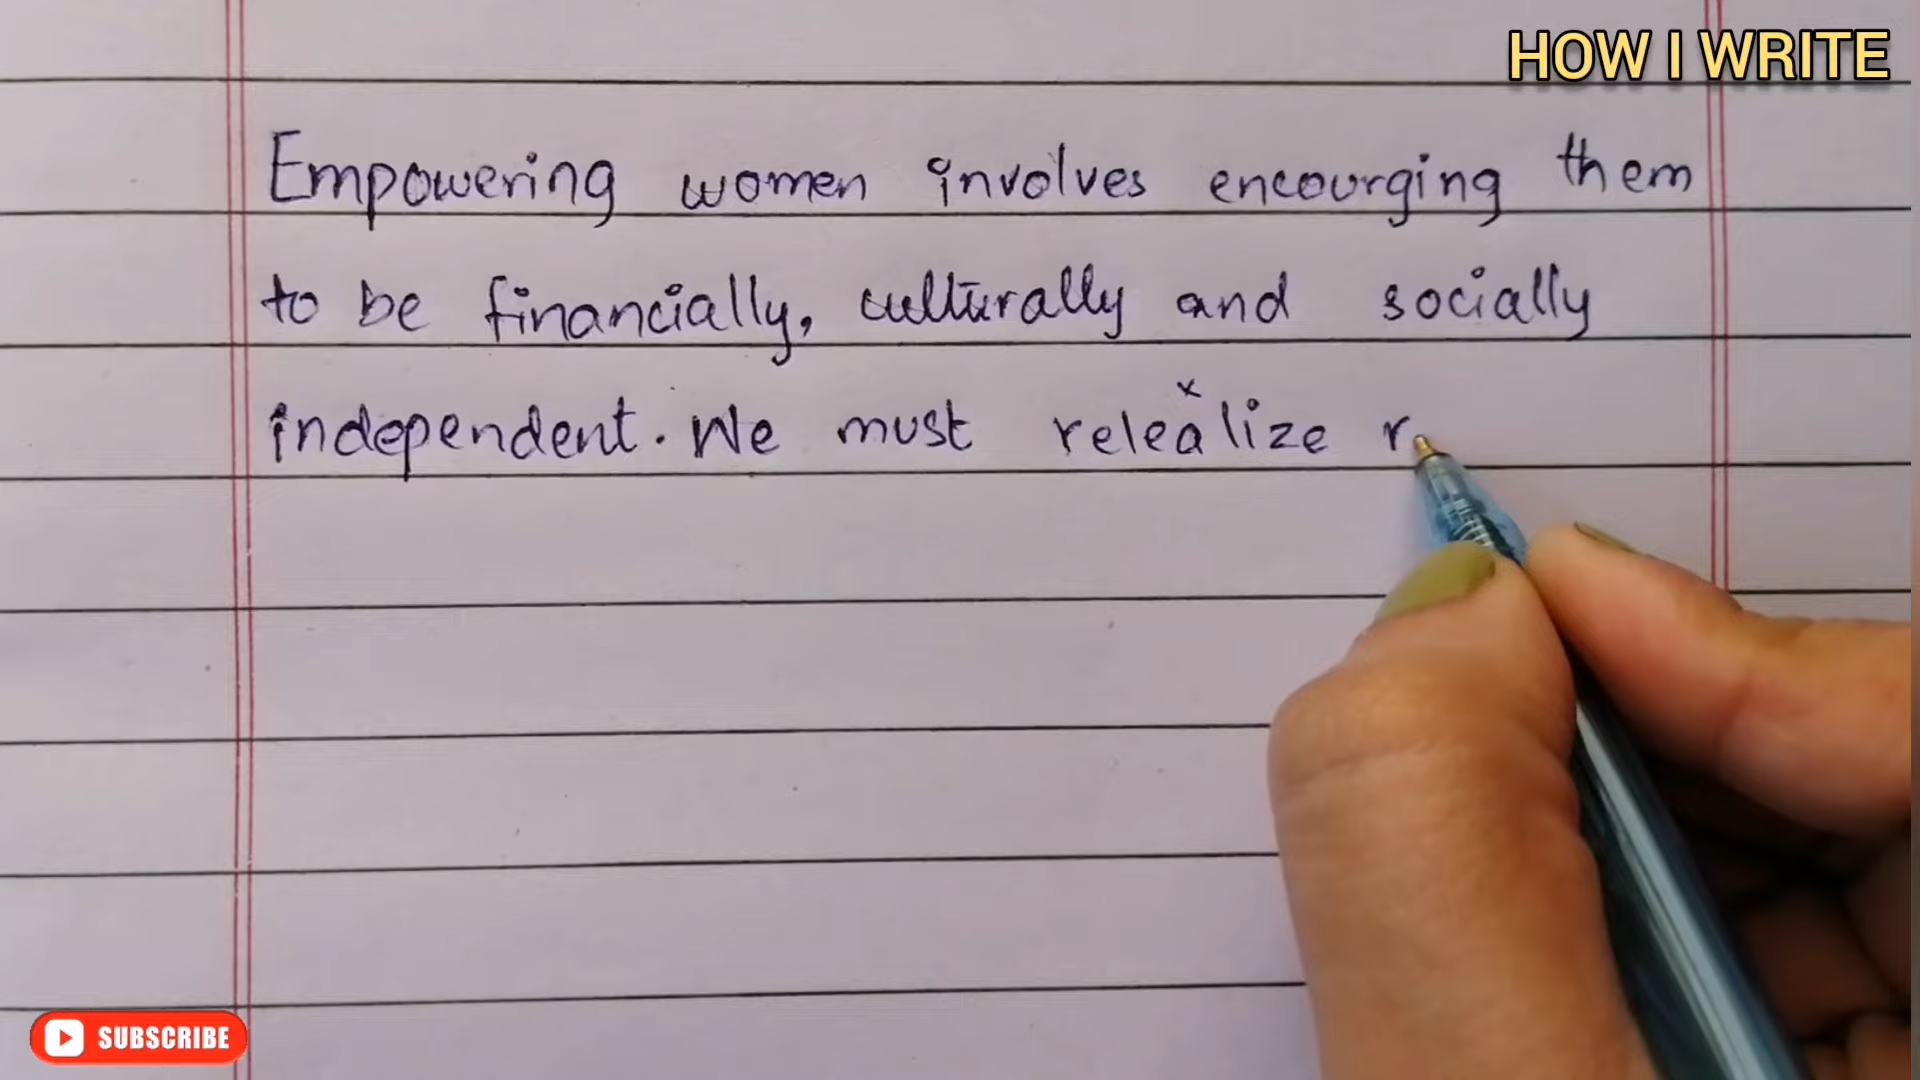 HOW I WRITE
Empowering women involves encourging them
to be financially, culturally and socially
independent. We must relealize r
SUBSCRIBE